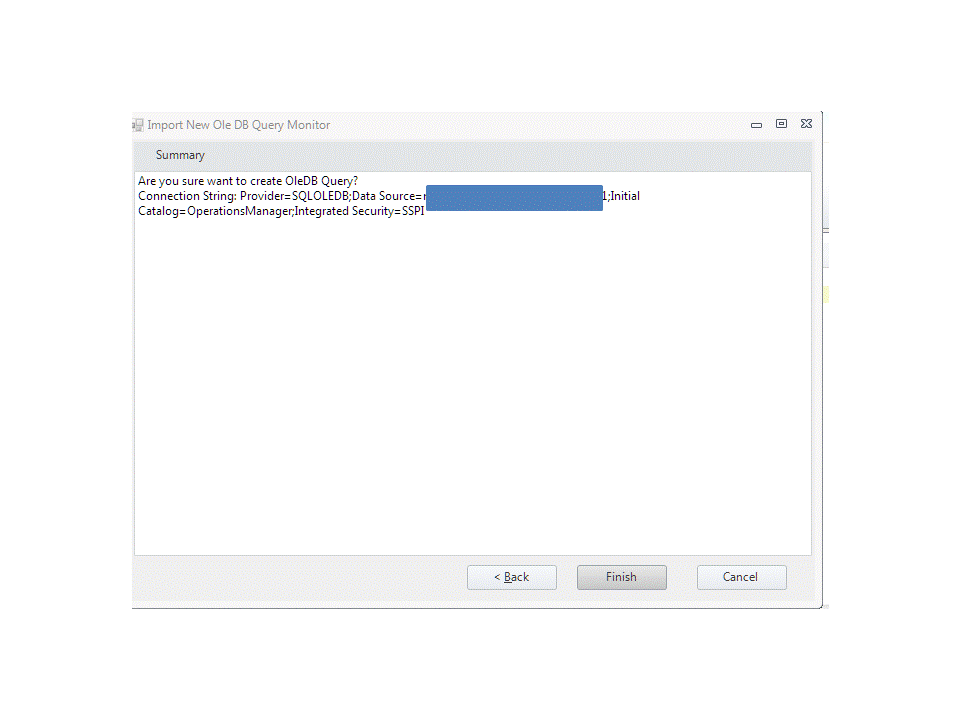 Import New Ole DB Query Monitor
Summary
Are you sure want to create OleDB Query?
Connection String: Provider=SQLOLEDB;Data Source= 1;Initial
Catalog=OperationsManager;Integrated Security=SSPI
< Back Finish Cancel